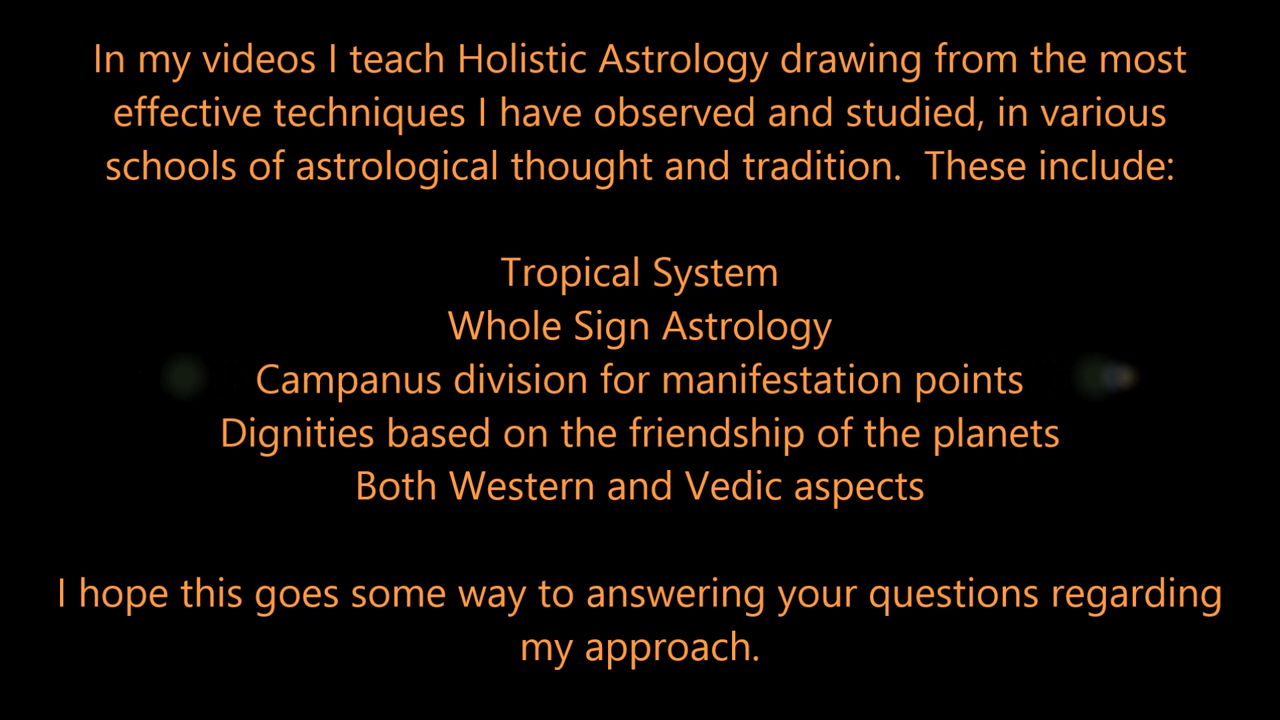 In my videos I teach Holistic Astrology drawing from the most
effective techniques I have observed and studied, in various
schools of astrological thought and tradition.  These include:
Tropical System
Whole Sign Astrology
Campanus division for manifestation points
Dignities based on the friendship of the planets
Both Western and Vedic aspects
I hope this goes some way to answering your questions regarding
my approach.